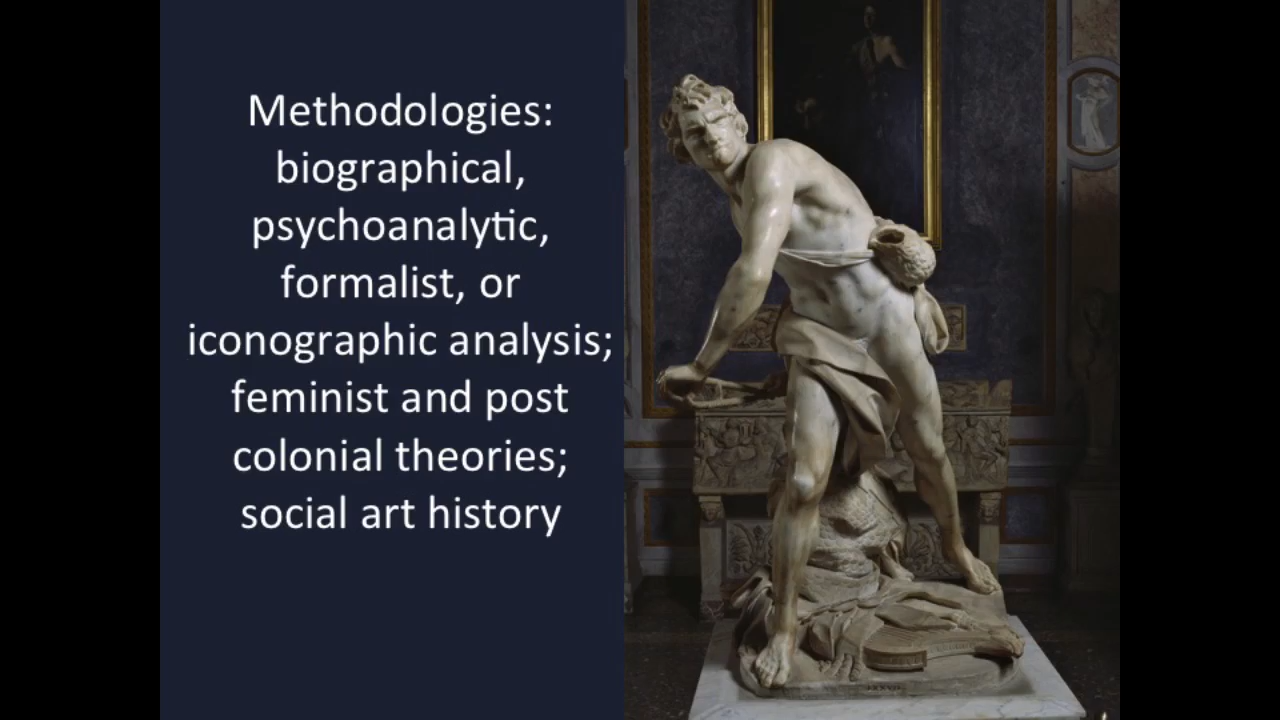 Methodologies:
biographical,
psychoanalytic,
formalist, or
iconographic analysis;
feminist and post
colonial theories;
social art history